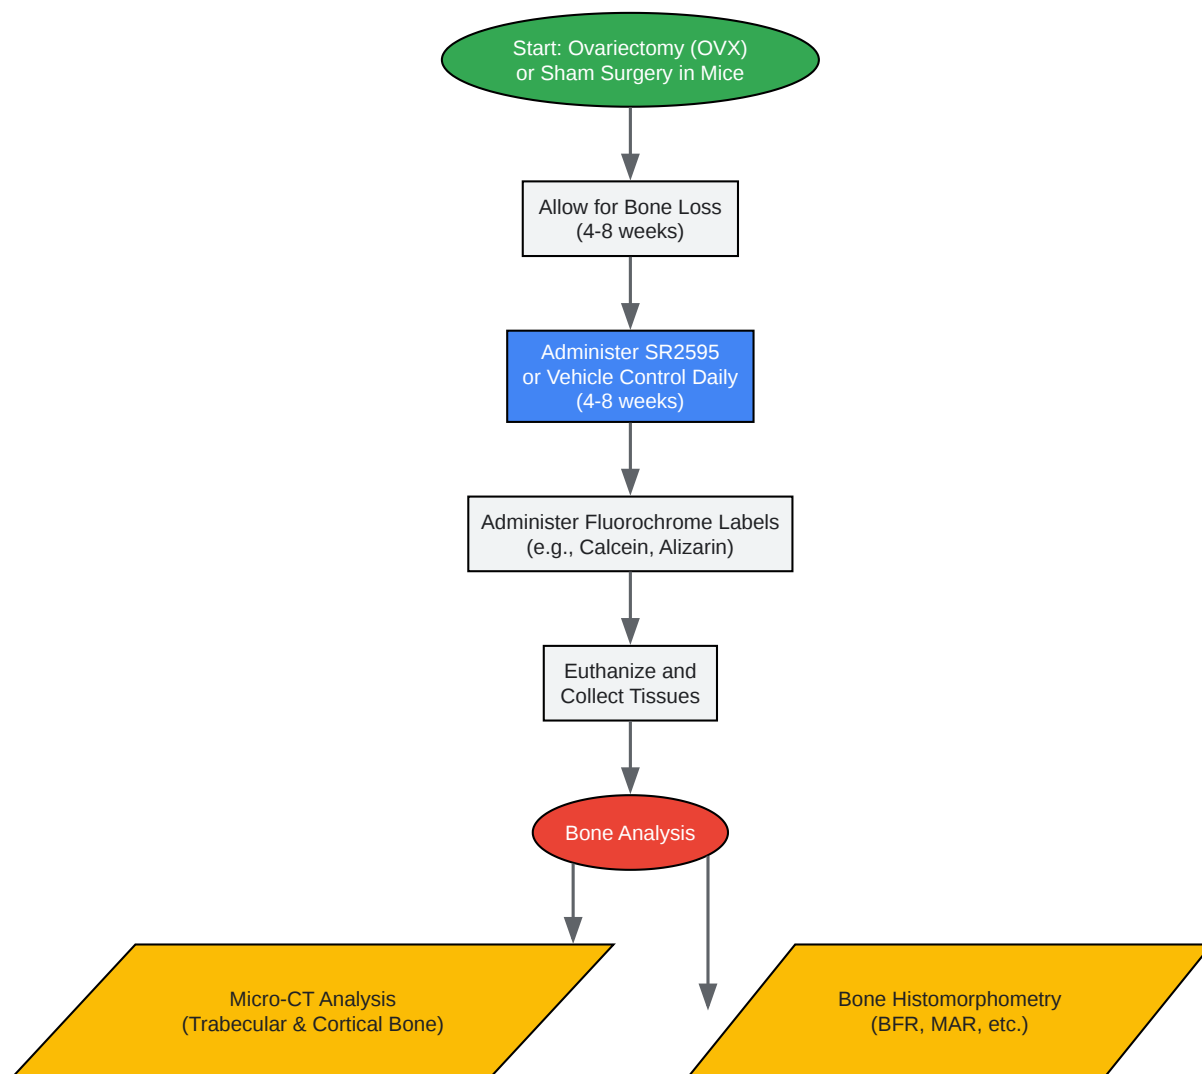 Start: Ovariectomy (OVX)
or Sham Surgery in Mice
Allow for Bone Loss
(4-8 weeks)
Administer SR2595
or Vehicle Control Daily
(4-8 weeks)
Administer Fluorochrome Labels
(e.g., Calcein, Alizarin)
Euthanize and
Collect Tissues
Bone Analysis
Micro-CT Analysis
(Trabecular & Cortical Bone)
Bone Histomorphometry
(BFR, MAR, etc.)